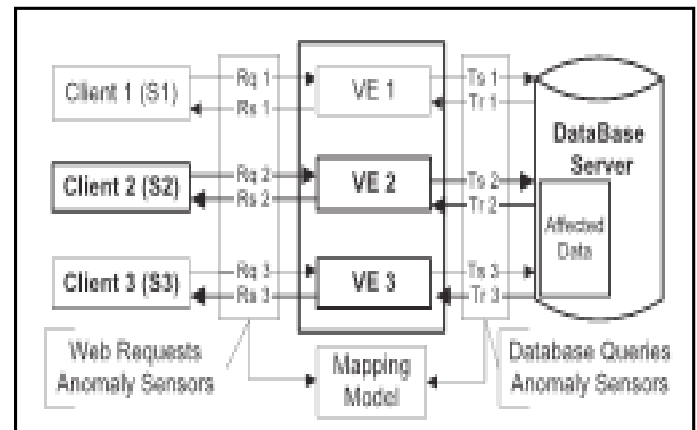 Client 1 (S1)
Rq 1
Rs 1
VE 1
Ts 1
Tr 1
DataBase
Server
Client 2 (S2)
Rq 2
Rs 2
VE 2
Ts 2
Tr 2
Affected
Data
Client 3 (S3)
Rq 3
Rs 3
VE 3
Ts 3
Tr 3
Web Requests
Anomaly Sensors
Mapping
Model
Database Queries
Anomaly Sensors